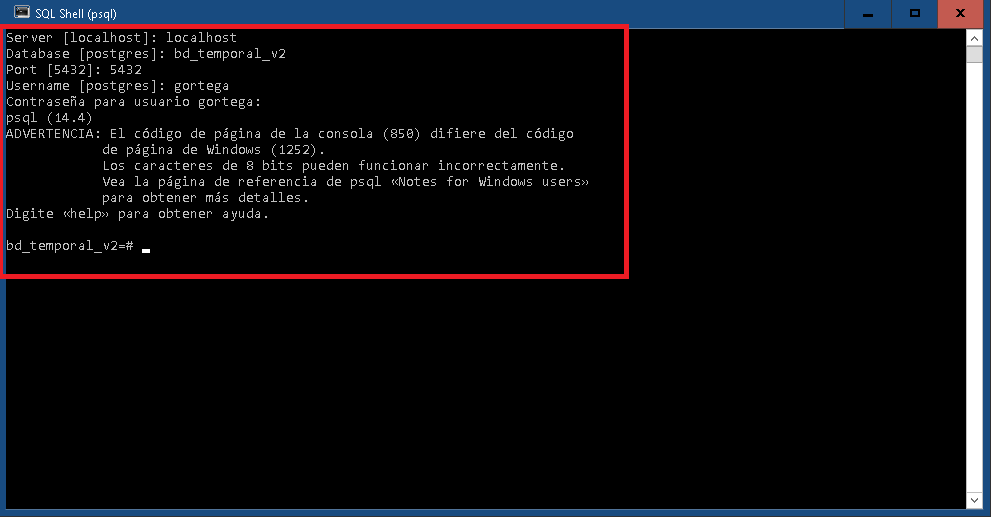 SQL Shell (psql)
Server [localhost]: localhost
Database [postgres]: bd_temporal_v2
Port [5432]: 5432
Username [postgres]: gortega
Contraseña para usuario gortega:
psql (14.4)
ADVERTENCIA: El código de página de la consola (850) difiere del código
de página de Windows (1252).
Los caracteres de 8 bits pueden funcionar incorrectamente.
Vea la página de referencia de psql «Notes for Windows users»
para obtener más detalles.
Digite «help» para obtener ayuda.
bd_temporal_v2=#